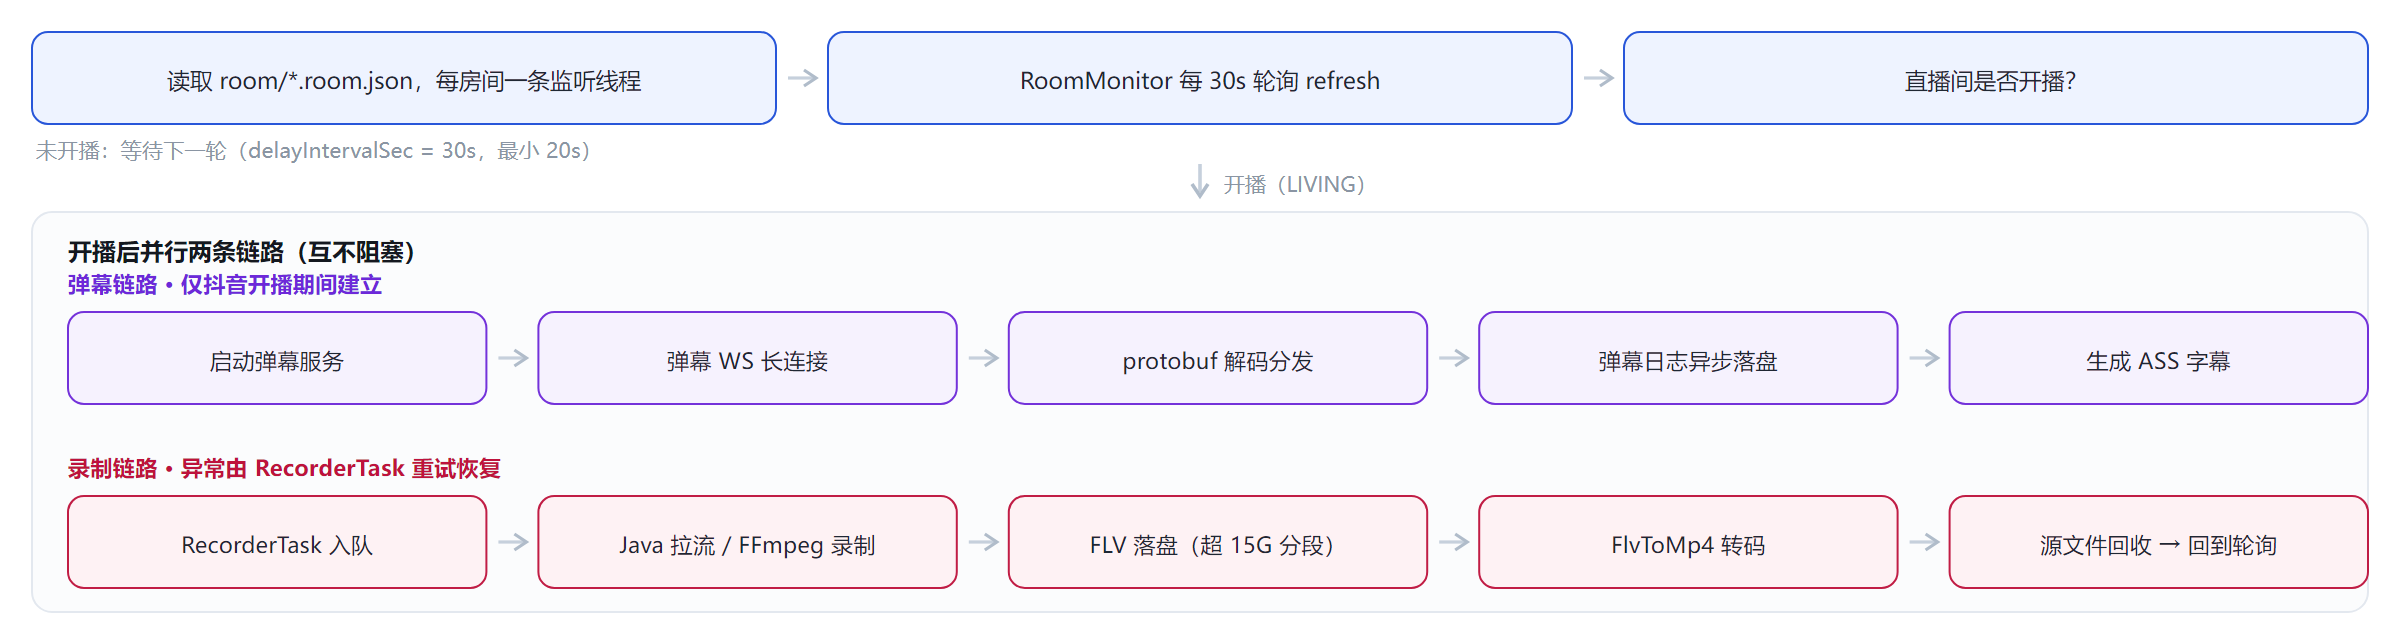 读取 room/*.room.json，每房间一条监听线程
RoomMonitor 每 30s 轮询 refresh
直播间是否开播？
未开播：等待下一轮（delayIntervalSec = 30s，最小 20s）
开播（LIVING）
开播后并行两条链路（互不阻塞）
弹幕链路 · 仅抖音开播期间建立
启动弹幕服务
弹幕 WS 长连接
protobuf 解码分发
弹幕日志异步落盘
生成 ASS 字幕
录制链路 · 异常由 RecorderTask 重试恢复
RecorderTask 入队
Java 拉流 / FFmpeg 录制
FLV 落盘（超 15G 分段）
FlvToMp4 转码
源文件回收 → 回到轮询